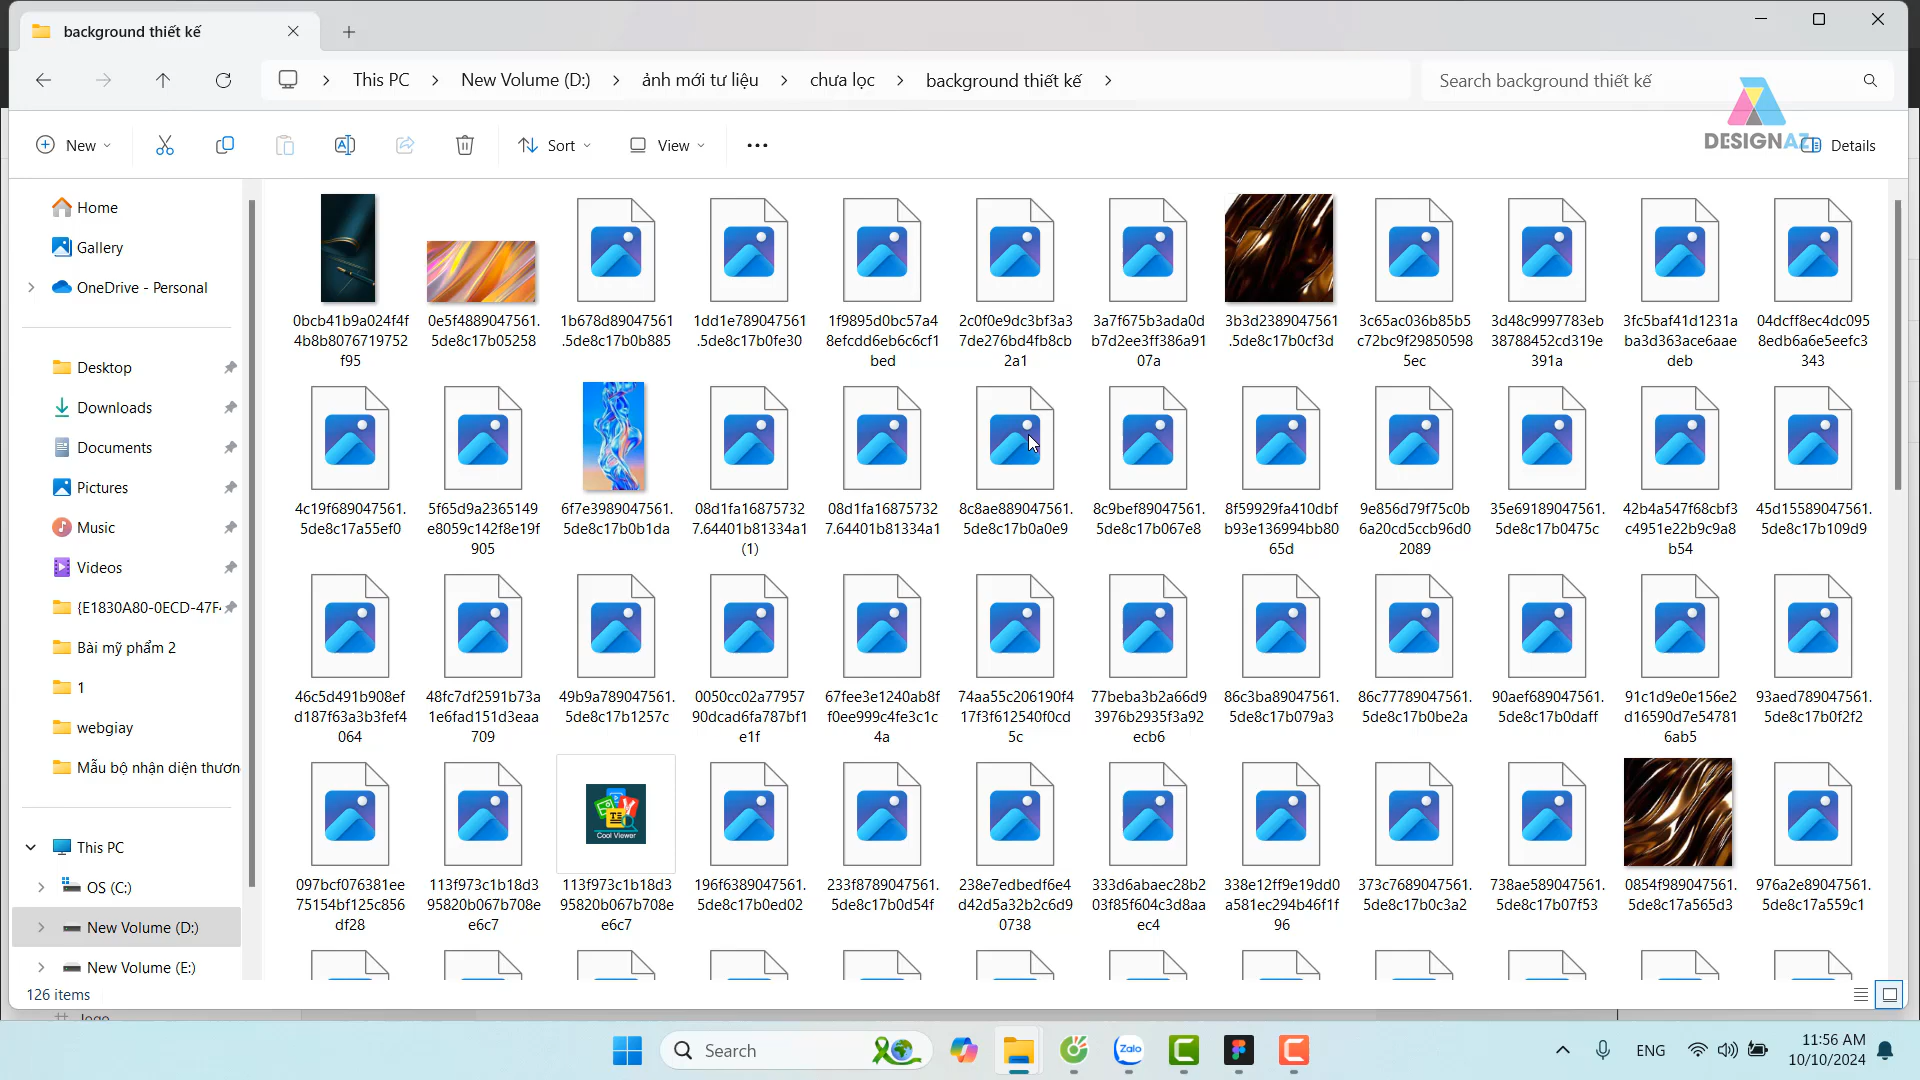 background thiết kế
This PC
New Volume (D:)
ảnh mới tư liệu
chưa lọc
background thiết kế
Search background thiết kế
New
Sort
View
DESIGNAZ
Details
Home
Gallery
OneDrive - Personal
Desktop
Downloads
Documents
Pictures
Music
Videos
{E1830A80-0ECD-47F
Bài mỹ phẩm 2
1
webgiay
Mẫu bộ nhận diện thươn
This PC
OS (C:)
New Volume (D:)
New Volume (E:)
0bcb41b9a024f4f
4b8b8076719752
f95
0e5f4889047561.
5de8c17b05258
1b678d89047561
.5de8c17b0b885
1dd1e789047561
.5de8c17b0fe30
1f9895d0bc57a4
8efcdd6eb6c6cf1
bed
2c0f0e9dc3bf3a3
7de276bd4fb8cb
2a1
3a7f675b3ada0d
b7d2ee3ff386a91
07a
3b3d2389047561
.5de8c17b0cf3d
3c65ac036b85b5
c72bc9f29850598
5ec
3d48c9997783eb
38788452cd319e
391a
3fc5baf41d1231a
ba3d363ace6aae
deb
04dcff8ec4dc095
8edb6a6e5eefc3
343
4c19f689047561.
5de8c17a55ef0
5f65d9a2365149
e8059c142f8e19f
905
6f7e3989047561.
5de8c17b0b1da
08d1fa16875732
7.64401b81334a1
(1)
08d1fa16875732
7.64401b81334a1
8c8ae889047561.
5de8c17b0a0e9
8c9bef89047561.
5de8c17b067e8
8f59929fa410dbf
b93e136994bb80
65d
9e856d79f75c0b
6a20cd5ccb96d0
2089
35e69189047561.
5de8c17b0475c
42b4a547f68cbf3
c4951e22b9c9a8
b54
45d15589047561.
5de8c17b109d9
46c5d491b908ef
d187f63a3b3fef4
064
48fc7df2591b73a
1e6fad151d3eaa
709
49b9a789047561.
5de8c17b1257c
0050cc02a77957
90dcad6fa787bf1
e1f
67fee3e1240ab8f
f0ee999c4fe3c1c
4a
74aa55c206190f4
17f3f612540f0cd
5c
77beba3b2a66d9
3976b2935f3a92
ecb6
86c3ba89047561.
5de8c17b079a3
86c77789047561.
5de8c17b0be2a
90aef689047561.
5de8c17b0daff
91c1d9e0e156e2
d16590d7e54781
6ab5
93aed789047561.
5de8c17b0f2f2
Cool Viewer
097bcf076381ee
75154bf125c856
df28
113f973c1b18d3
95820b067b708e
e6c7
113f973c1b18d3
95820b067b708e
e6c7
196f6389047561.
5de8c17b0ed02
233f8789047561.
5de8c17b0d54f
238e7edbedf6e4
d42d5a32b2c6d9
0738
333d6abaec28b2
03f85f604c3d8aa
ec4
338e12ff9e19dd0
a581ec294b46f1f
96
373c7689047561.
5de8c17b0c3a2
738ae589047561.
5de8c17b07f53
0854f989047561.
5de8c17a565d3
976a2e89047561.
5de8c17a559c1
126 items
logo
Search
Zalo
ENG
11:56 AM
10/10/2024